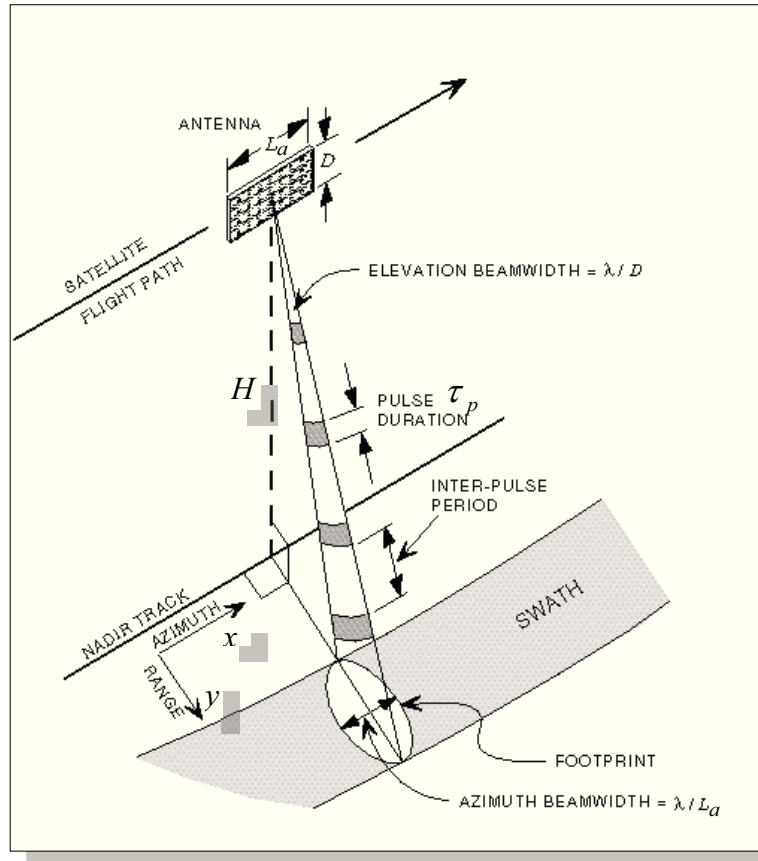 ANTENNA
L_a
D
SATELLITE
FLIGHT PATH
ELEVATION BEAMWIDTH = λ / D
H
PULSE τ_p
DURATION
INTER-PULSE
PERIOD
NADIR TRACK
AZIMUTH
x
RANGE
y
SWATH
FOOTPRINT
AZIMUTH BEAMWIDTH = λ / L_a